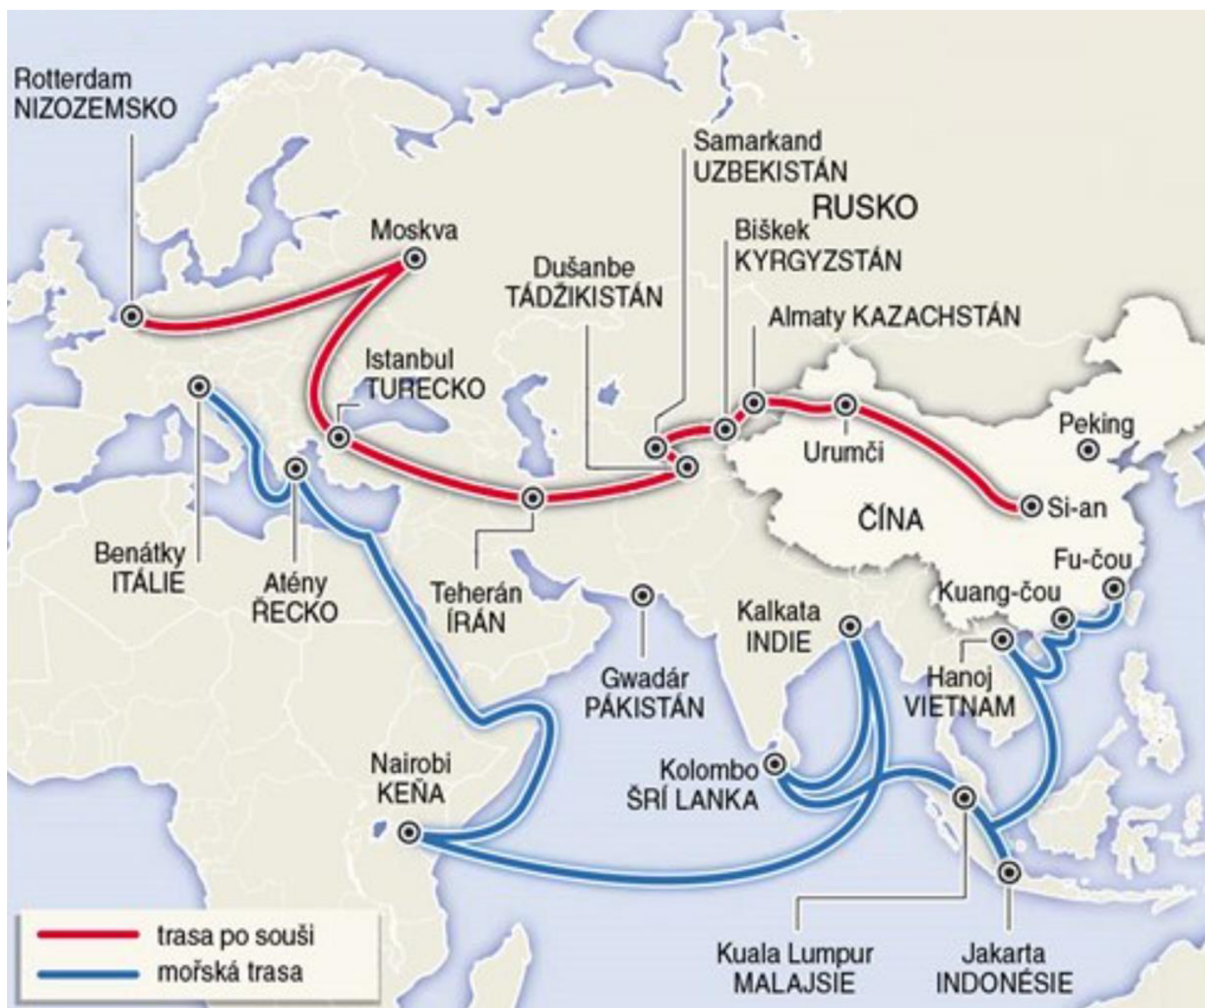 Rotterdam
NIZOZEMSKO
Samarkand
UZBEKISTÁN
RUSKO
Moskva
Biškek
KYRGYZSTÁN
Dušanbe
TÁDŽIKISTÁN
Almaty KAZACHSTÁN
Istanbul
TURECKO
Peking
Urumči
ČÍNA
Si-an
Benátky
ITÁLIE
Atény
ŘECKO
Teherán
ÍRÁN
Fu-čou
Kuang-čou
Kalkata
INDIE
Gwadár
PÁKISTÁN
Hanoj
VIETNAM
Nairobi
KEŇA
Kolombo
ŠRÍ LANKA
trasa po souši
mořská trasa
Kuala Lumpur
MALAJSIE
Jakarta
INDONÉSIE